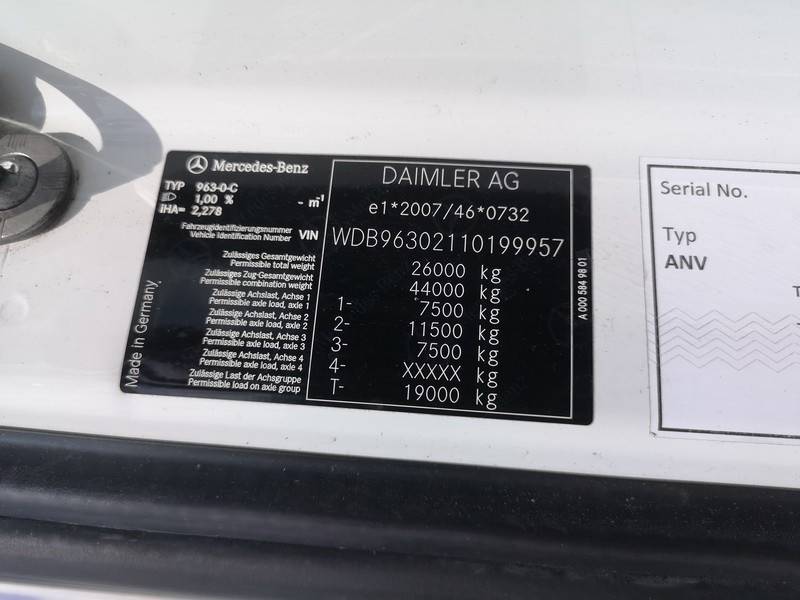 Mercedes-Benz
TYP 963-0-C
1,00 % - m⁻¹
iHA= 2,278
DAIMLER AG
e1*2007/46*0732
Fahrzeugidentifizierungsnummer
Vehicle Identification Number VIN WDB96302110199957
Zulässiges Gesamtgewicht
Permissible total weight 26000 kg
Zulässiges Zug-Gesamtgewicht
Permissible combination weight 44000 kg
Zulässige Achslast, Achse 1
Permissible axle load, axle 1 1- 7500 kg
Zulässige Achslast, Achse 2
Permissible axle load, axle 2 2- 11500 kg
Zulässige Achslast, Achse 3
Permissible axle load, axle 3 3- 7500 kg
Zulässige Achslast, Achse 4
Permissible axle load, axle 4 4- XXXXX kg
Zulässige Last der Achsgruppe
Permissible load on axle group T- 19000 kg
Made in Germany
A 000 584 98 01
Serial No.
Typ
ANV